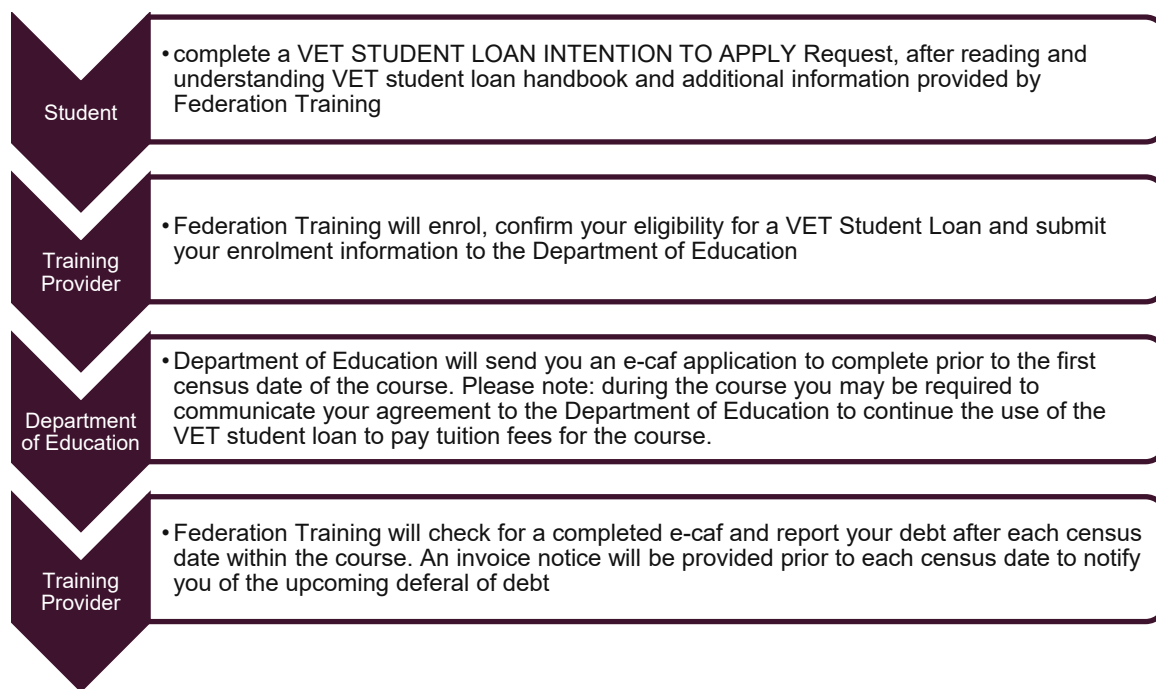 Student
• complete a VET STUDENT LOAN INTENTION TO APPLY Request, after reading and
understanding VET student loan handbook and additional information provided by
Federation Training
Training
Provider
• Federation Training will enrol, confirm your eligibility for a VET Student Loan and submit
your enrolment information to the Department of Education
Department
of Education
• Department of Education will send you an e-caf application to complete prior to the first
census date of the course. Please note: during the course you may be required to
communicate your agreement to the Department of Education to continue the use of the
VET student loan to pay tuition fees for the course.
Training
Provider
• Federation Training will check for a completed e-caf and report your debt after each census
date within the course. An invoice notice will be provided prior to each census date to notify
you of the upcoming deferal of debt